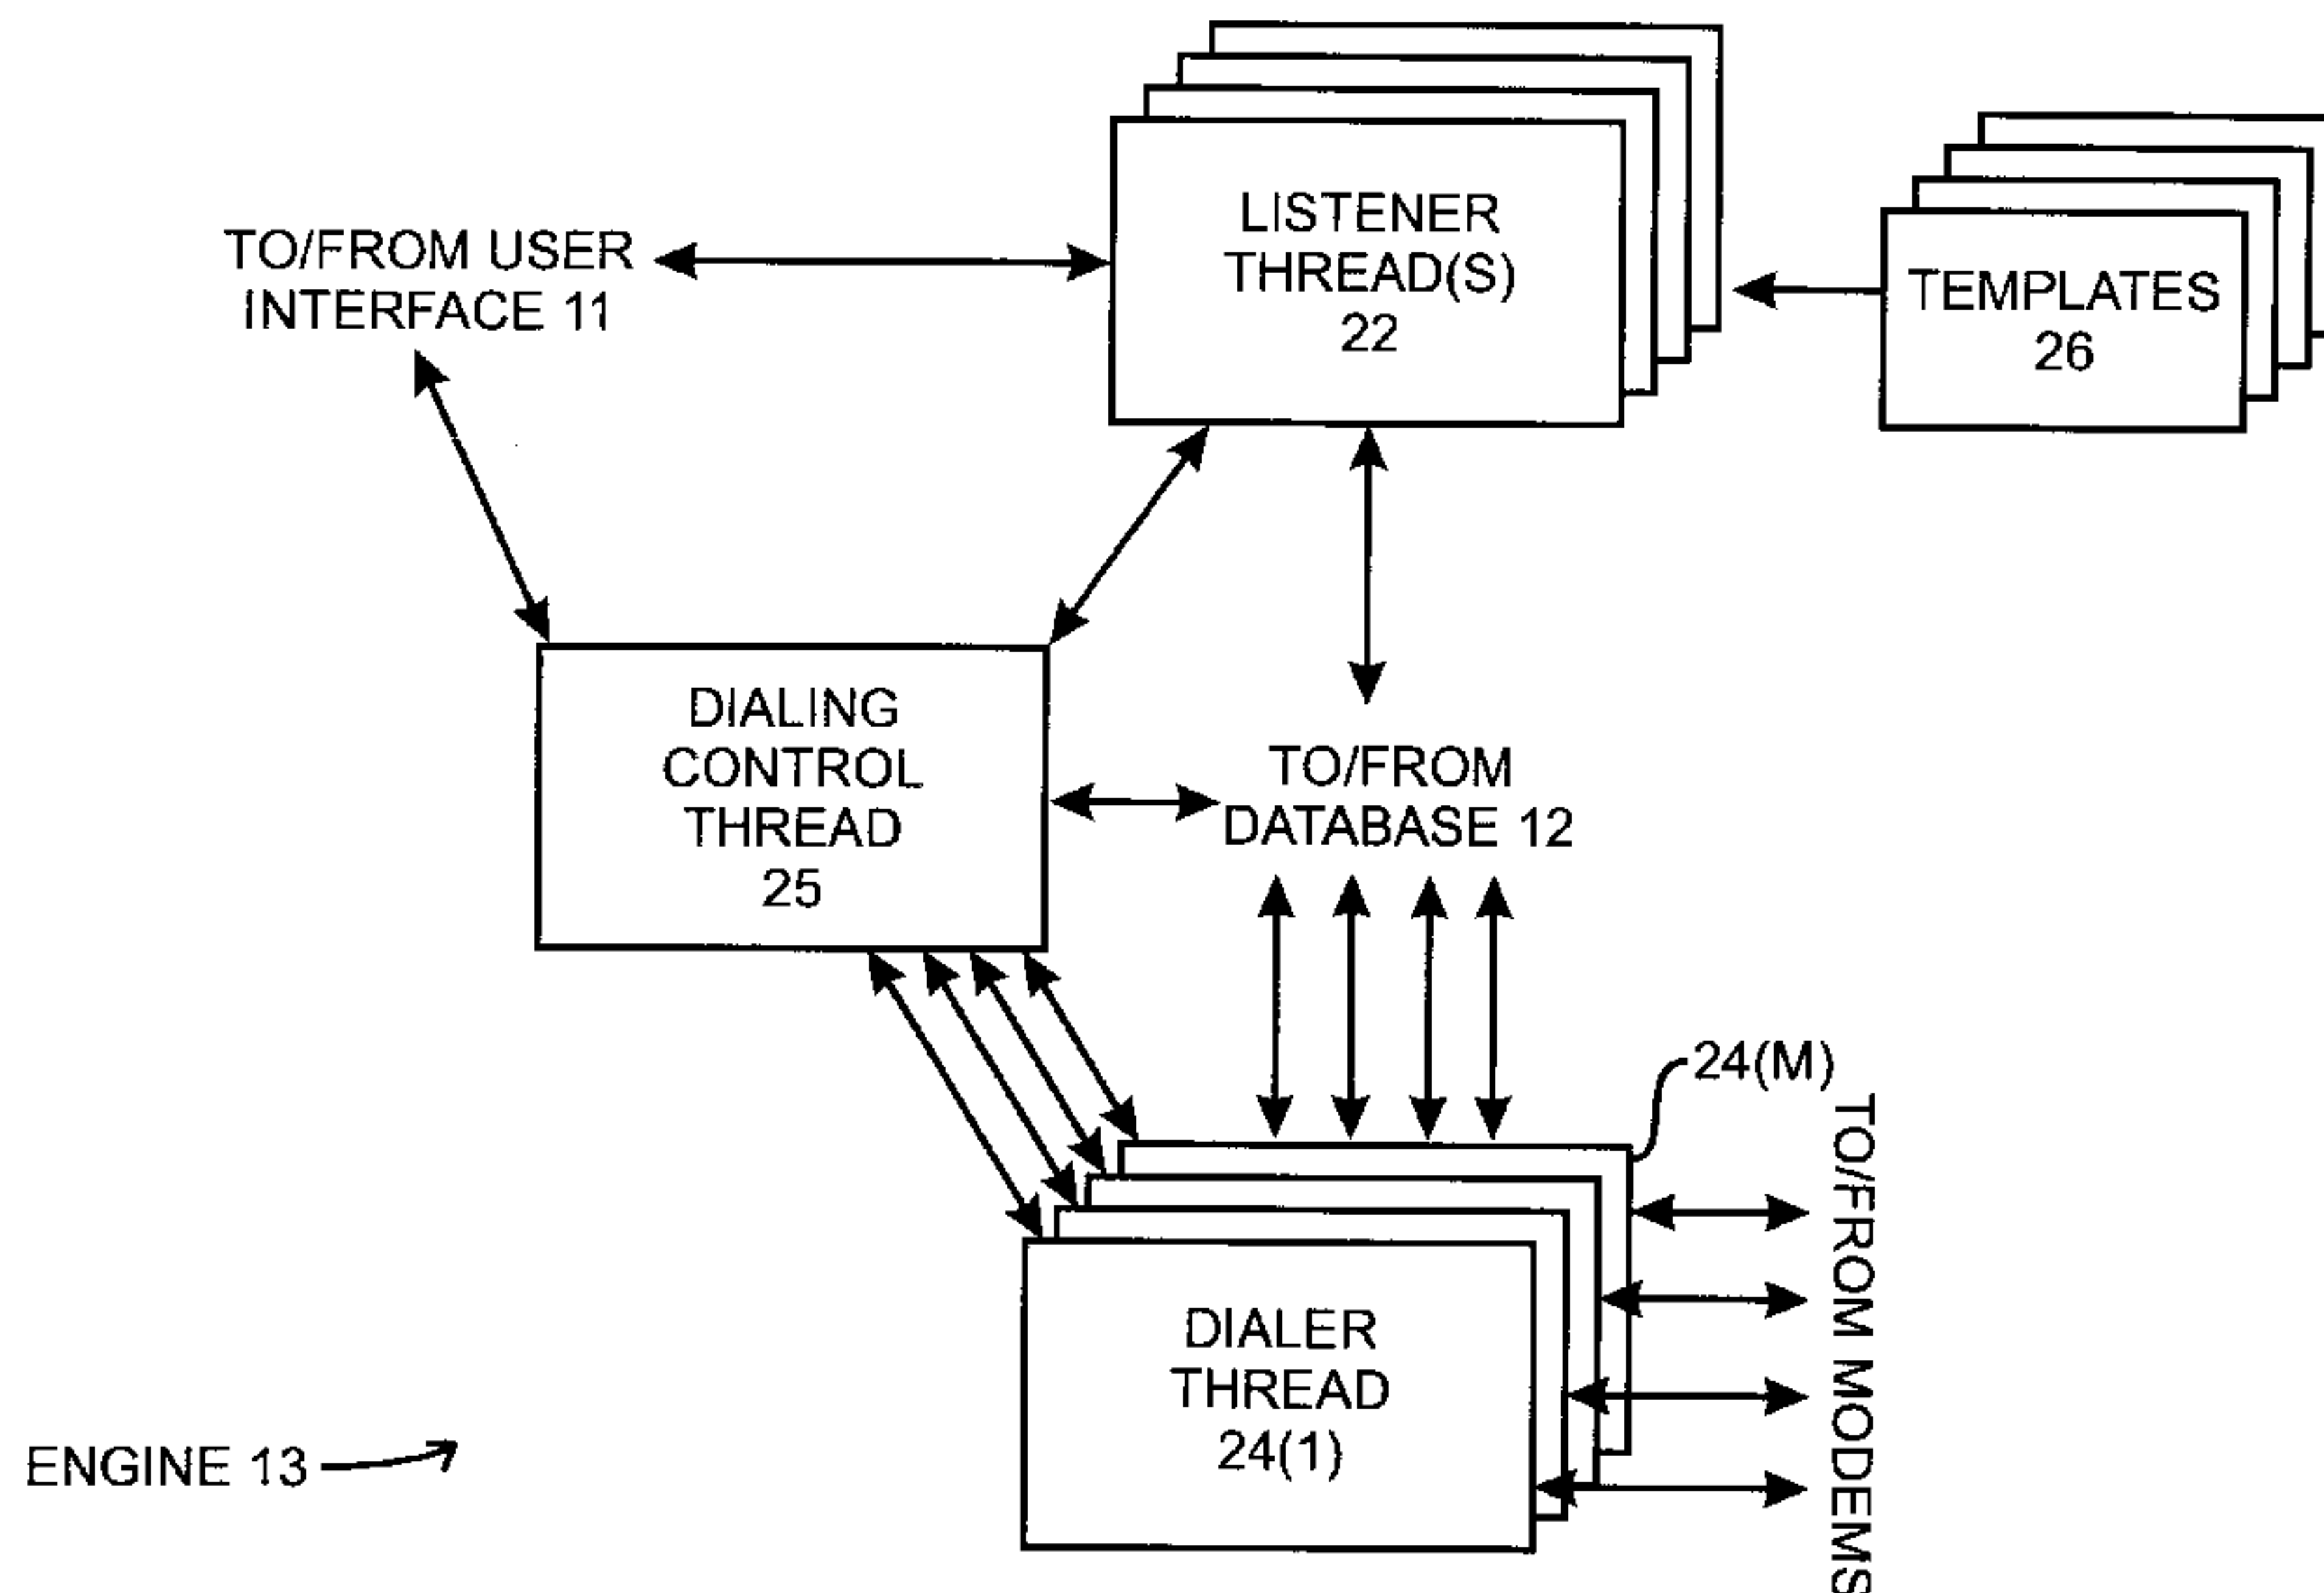 TO/FROM USER
INTERFACE 11
LISTENER
THREAD(S)
22
TEMPLATES
26
DIALING
CONTROL
THREAD
25
TO/FROM
DATABASE 12
24(M)
TO/FROM MODEMS
DIALER
THREAD
24(1)
ENGINE 13